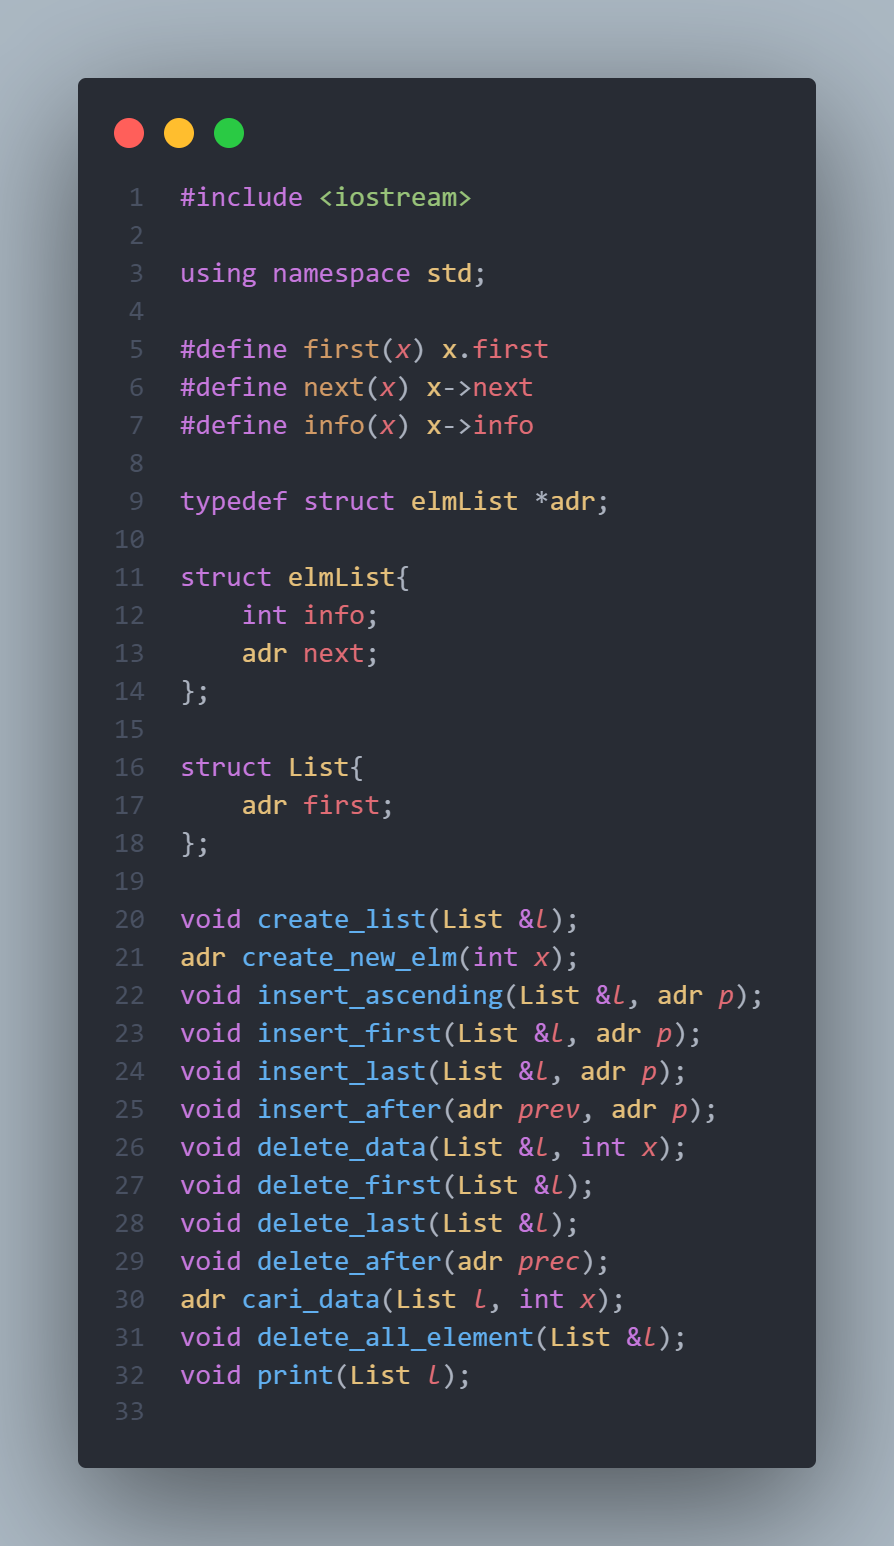 1 #include <iostream>
2
3 using namespace std;
4
5 #define first(x) x.first
6 #define next(x) x->next
7 #define info(x) x->info
8
9 typedef struct elmList *adr;
10
11 struct elmList{
12     int info;
13     adr next;
14 };
15
16 struct List{
17     adr first;
18 };
19
20 void create_list(List &l);
21 adr create_new_elm(int x);
22 void insert_ascending(List &l, adr p);
23 void insert_first(List &l, adr p);
24 void insert_last(List &l, adr p);
25 void insert_after(adr prev, adr p);
26 void delete_data(List &l, int x);
27 void delete_first(List &l);
28 void delete_last(List &l);
29 void delete_after(adr prec);
30 adr cari_data(List l, int x);
31 void delete_all_element(List &l);
32 void print(List l);
33